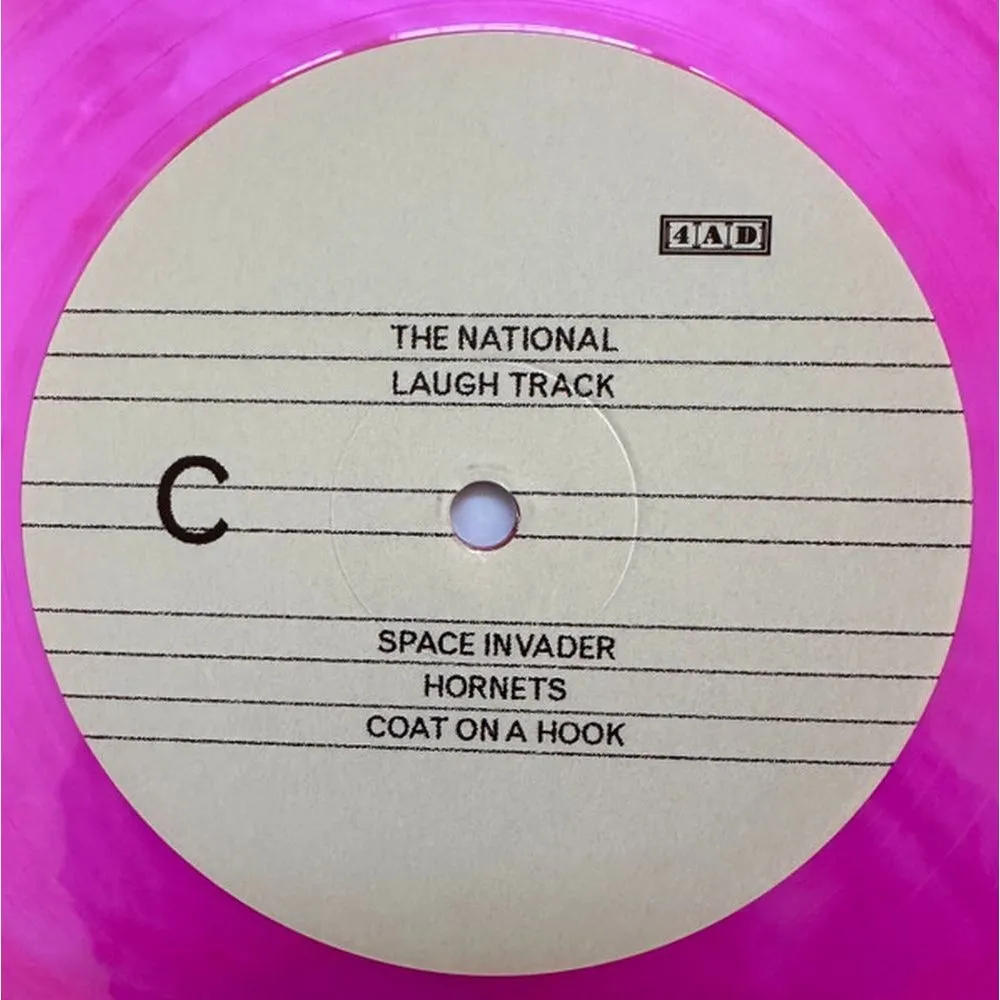 4AD
THE NATIONAL
LAUGH TRACK
C
SPACE INVADER
HORNETS
COAT ON A HOOK